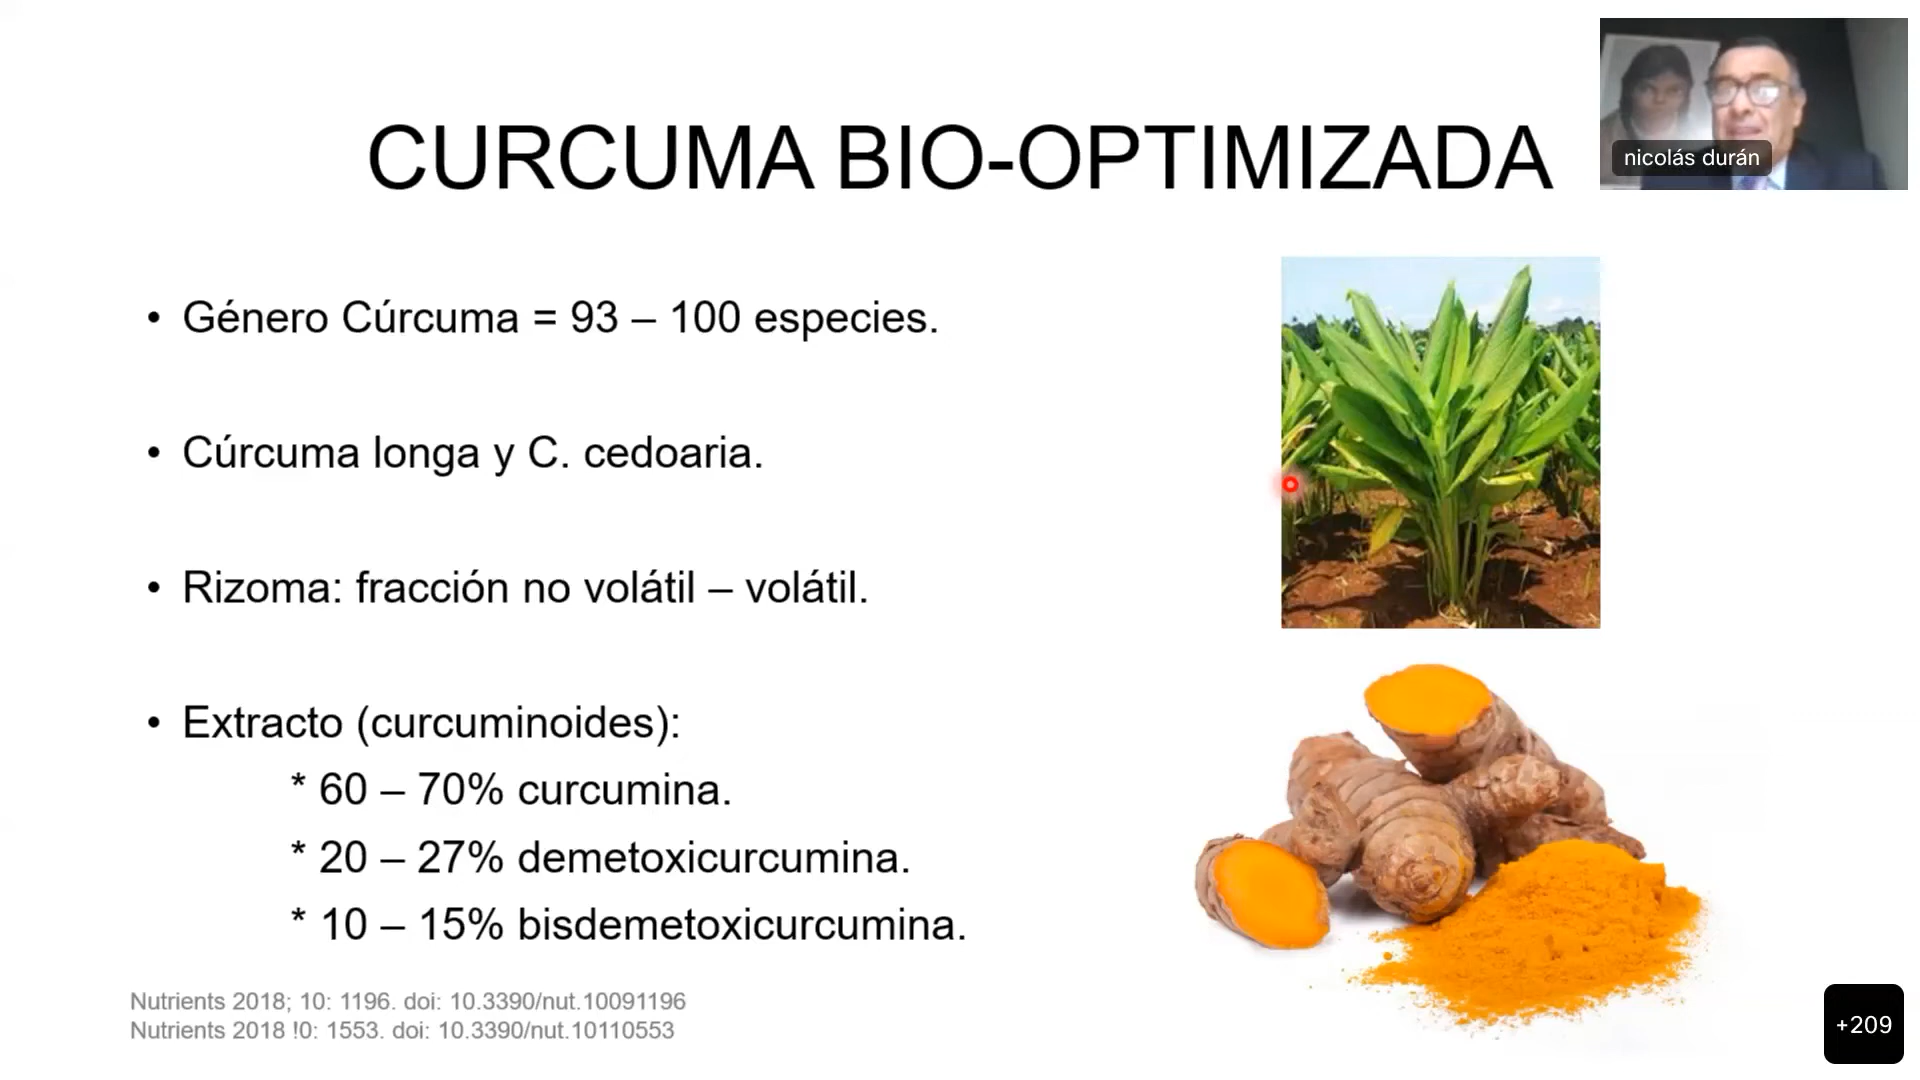 CURCUMA BIO-OPTIMIZADA
nicolás durán
• Género Cúrcuma = 93 – 100 especies.
• Cúrcuma longa y C. cedoaria.
• Rizoma: fracción no volátil – volátil.
• Extracto (curcuminoides):
* 60 – 70% curcumina.
* 20 – 27% demetoxicurcumina.
* 10 – 15% bisdemetoxicurcumina.
Nutrients 2018; 10: 1196. doi: 10.3390/nut.10091196
Nutrients 2018 !0: 1553. doi: 10.3390/nut.10110553
+209